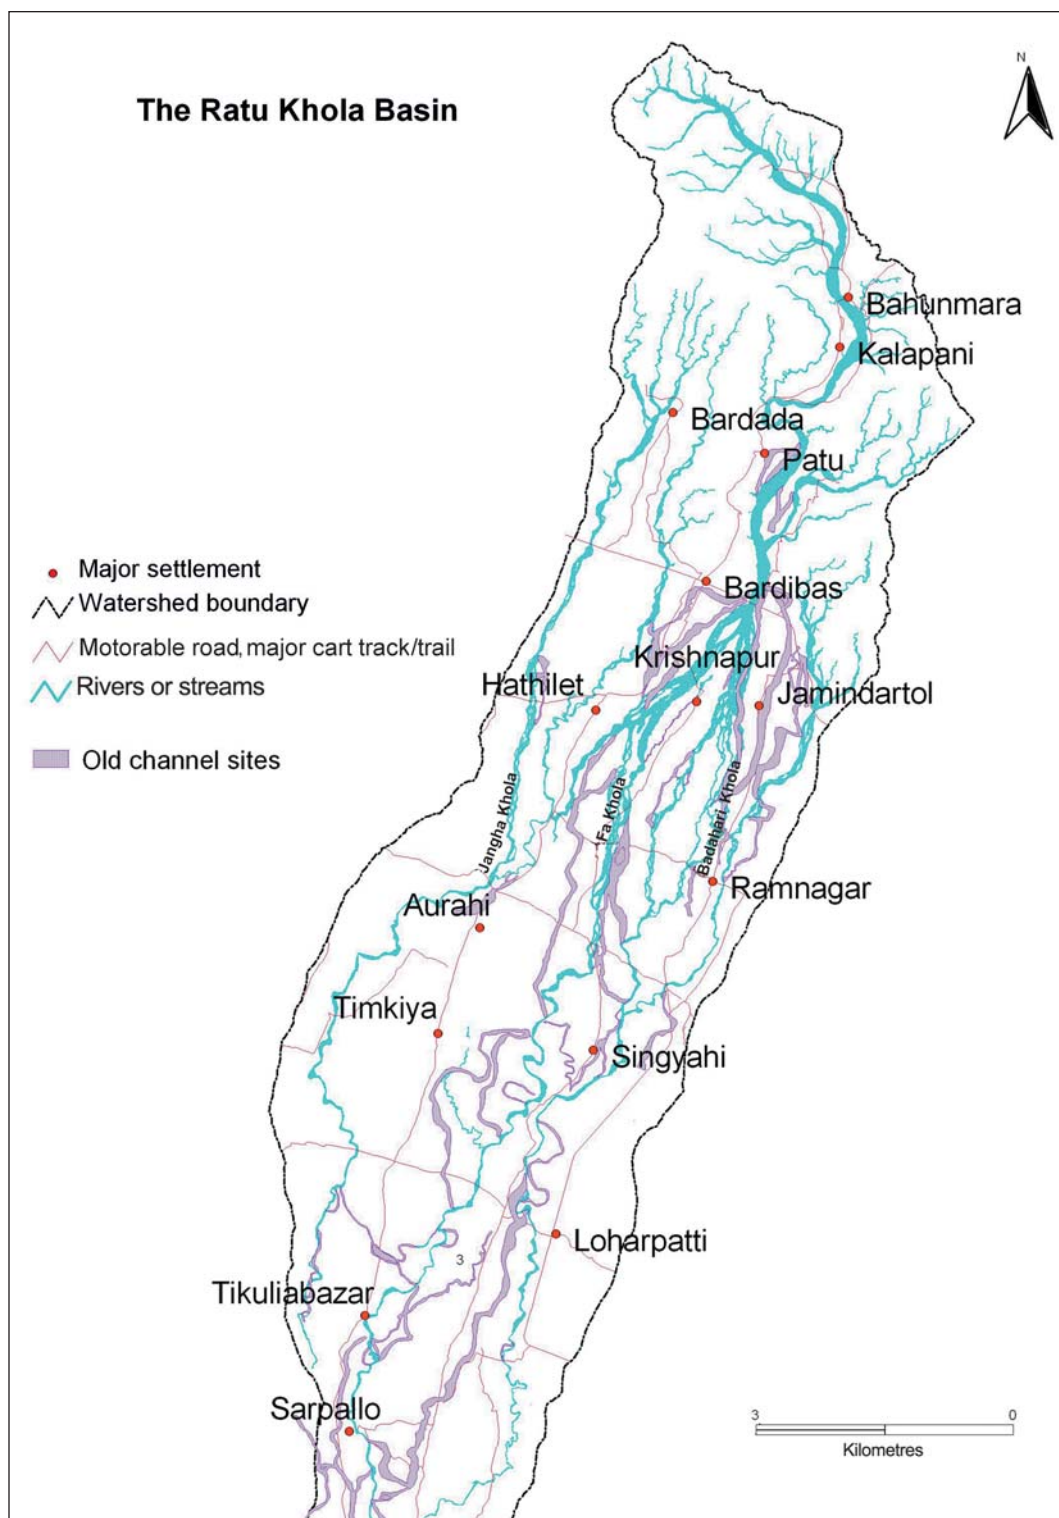 N
The Ratu Khola Basin
Bahunmara
Kalapani
Bardada
Patu
Major settlement
Bardibas
Watershed boundary
Motorable road, major cart track/trail
Krishnapur
Rivers or streams
Hathilet
Jamindartol
Old channel sites
Jangha Khola
Fa Khola
Badahari Khola
Ramnagar
Aurahi
Timkiya
Singyahi
Loharpatti
3
Tikuliabazar
Sarpallo
3 0
Kilometres